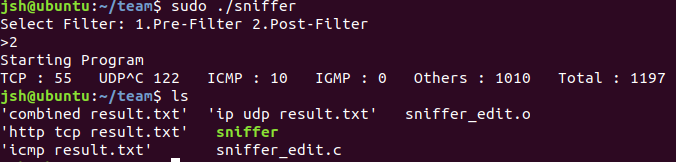 jsh@ubuntu:~/team$ sudo ./sniffer
Select Filter: 1.Pre-Filter 2.Post-Filter
>2
Starting Program
TCP : 55   UDP^C 122   ICMP : 10   IGMP : 0   Others : 1010   Total : 1197
jsh@ubuntu:~/team$ ls
'combined result.txt'  'ip udp result.txt'   sniffer_edit.o
'http tcp result.txt'   sniffer
'icmp result.txt'       sniffer_edit.c